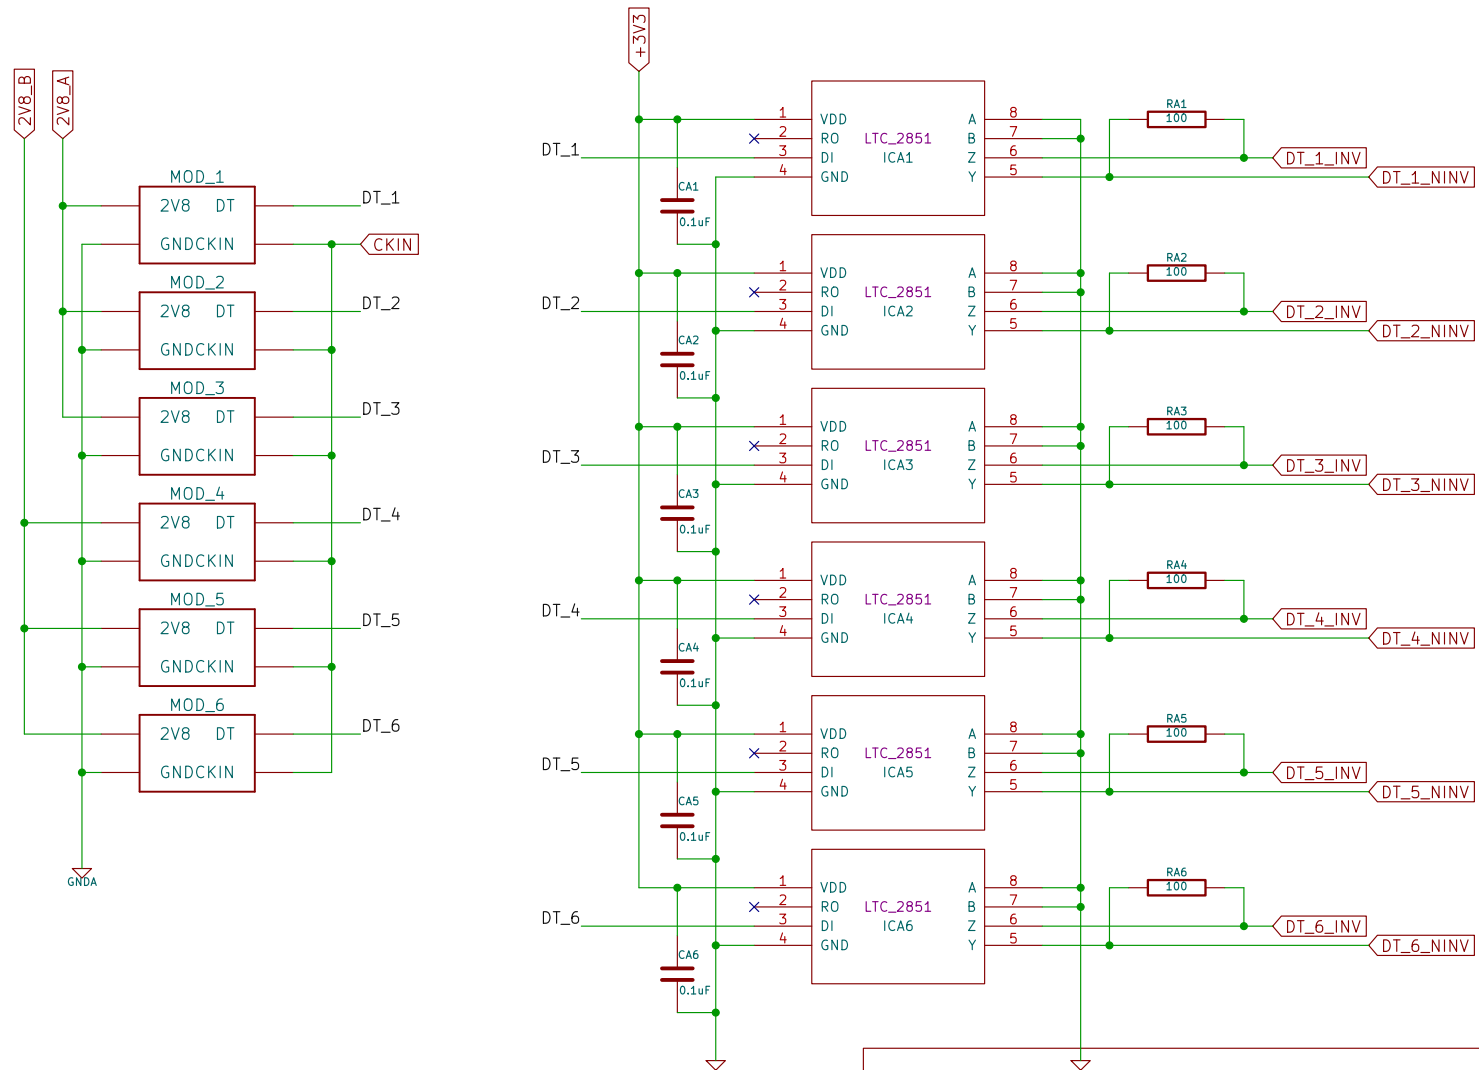 2V8_B
2V8_A
MOD_1
2V8 DT
GNDCKIN
DT_1
CKIN
MOD_2
2V8 DT
GNDCKIN
DT_2
MOD_3
2V8 DT
GNDCKIN
DT_3
MOD_4
2V8 DT
GNDCKIN
DT_4
MOD_5
2V8 DT
GNDCKIN
DT_5
MOD_6
2V8 DT
GNDCKIN
DT_6
GNDA
+3V3
DT_1
CA1
0.1uF
1 VDD A 8
2 RO LTC_2851 B 7
3 DI ICA1 Z 6
4 GND Y 5
RA1
100
DT_1_INV
DT_1_NINV
DT_2
CA2
0.1uF
1 VDD A 8
2 RO LTC_2851 B 7
3 DI ICA2 Z 6
4 GND Y 5
RA2
100
DT_2_INV
DT_2_NINV
DT_3
CA3
0.1uF
1 VDD A 8
2 RO LTC_2851 B 7
3 DI ICA3 Z 6
4 GND Y 5
RA3
100
DT_3_INV
DT_3_NINV
DT_4
CA4
0.1uF
1 VDD A 8
2 RO LTC_2851 B 7
3 DI ICA4 Z 6
4 GND Y 5
RA4
100
DT_4_INV
DT_4_NINV
DT_5
CA5
0.1uF
1 VDD A 8
2 RO LTC_2851 B 7
3 DI ICA5 Z 6
4 GND Y 5
RA5
100
DT_5_INV
DT_5_NINV
DT_6
CA6
0.1uF
1 VDD A 8
2 RO LTC_2851 B 7
3 DI ICA6 Z 6
4 GND Y 5
RA6
100
DT_6_INV
DT_6_NINV